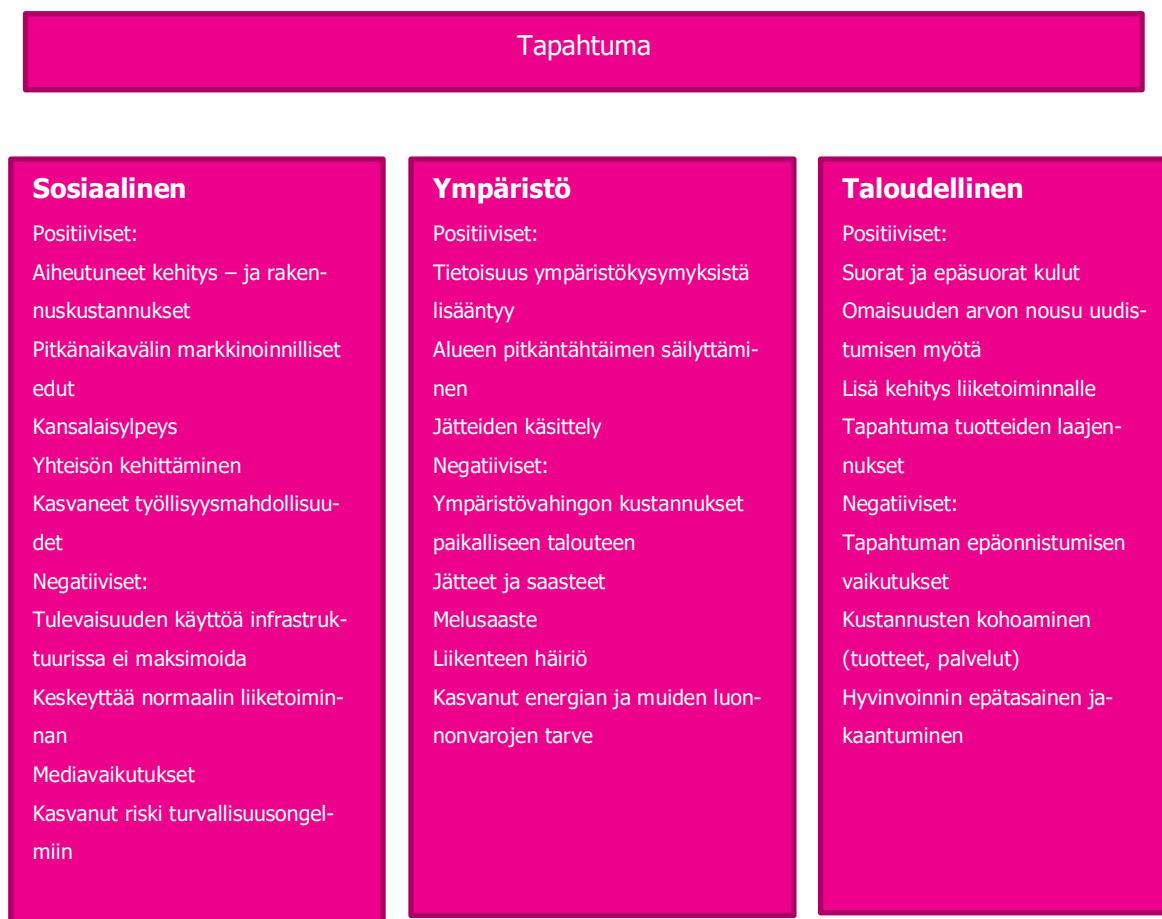 Tapahtuma
Sosiaalinen
Positiiviset:
Aiheutuneet kehitys – ja raken-
nuskustannukset
Pitkänaikavälin markkinoinnilliset
edut
Kansalaisylpeys
Yhteisön kehittäminen
Kasvaneet työllisyysmahdollisuu-
det
Negatiiviset:
Tulevaisuuden käyttöä infrastruk-
tuurissa ei maksimoida
Keskeyttää normaalin liiketoimin-
nan
Mediavaikutukset
Kasvanut riski turvallisuusongel-
miin
Ympäristö
Positiiviset:
Tietoisuus ympäristökysymyksistä
lisääntyy
Alueen pitkäntähtäimen säilyttämi-
nen
Jätteiden käsittely
Negatiiviset:
Ympäristövahingon kustannukset
paikalliseen talouteen
Jätteet ja saasteet
Melusaaste
Liikenteen häiriö
Kasvanut energian ja muiden luon-
nonvarojen tarve
Taloudellinen
Positiiviset:
Suorat ja epäsuorat kulut
Omaisuuden arvon nousu uudis-
tumisen myötä
Lisä kehitys liiketoiminnalle
Tapahtuma tuotteiden laajen-
nukset
Negatiiviset:
Tapahtuman epäonnistumisen
vaikutukset
Kustannusten kohoaminen
(tuotteet, palvelut)
Hyvinvoinnin epätasainen ja-
kaantuminen